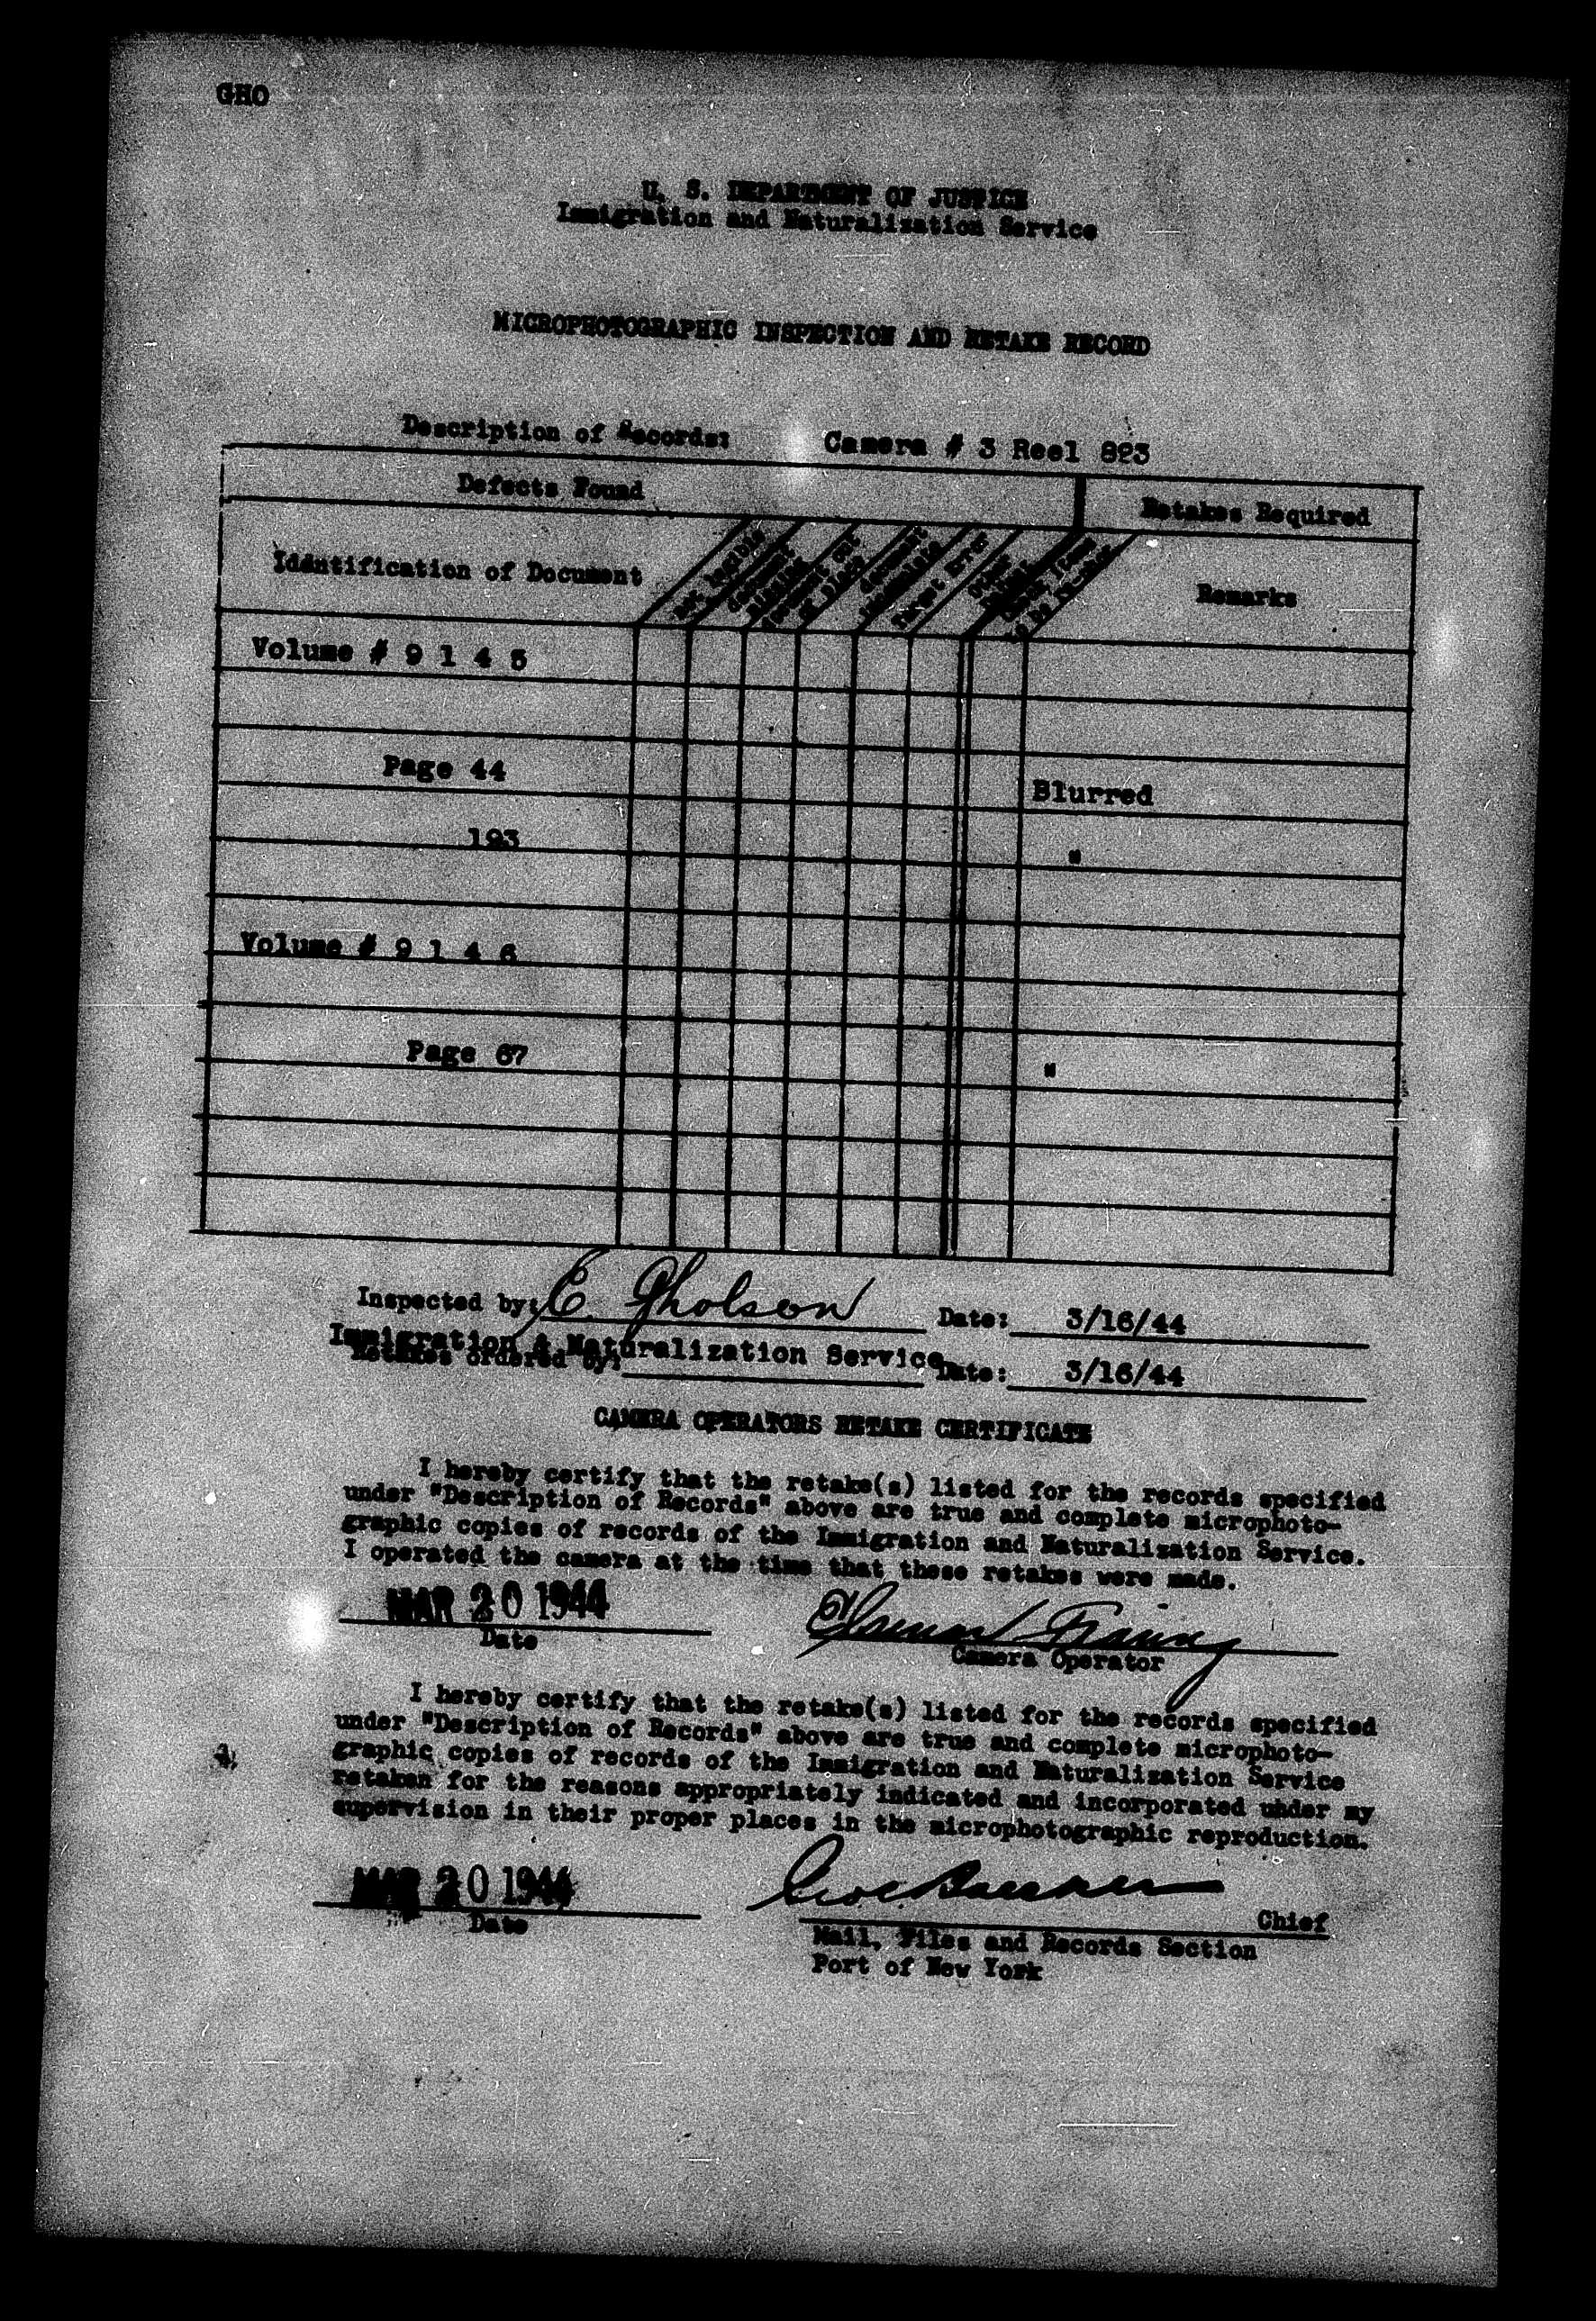 GHO
U. S. DEPARTMENT OF JUSTICE
Immigration and Naturalization Service
MICROPHOTOGRAPHIC INSPECTION AND RETAKE RECORD
Description of Records: Camera # 3 Reel 823
Defects Found Retakes Required
Identification of Document Remarks
Volume # 9 1 4 5
Page 44 Blurred
193 "
Volume # 9 1 4 6
Page 67 "
Inspected by: E. Gholson Date: 3/16/44
Immigration & Naturalization Service
Retakes ordered by: Date: 3/16/44
CAMERA OPERATORS RETAKE CERTIFICATE
I hereby certify that the retake(s) listed for the records specified
under "Description of Records" above are true and complete microphoto-
graphic copies of records of the Immigration and Naturalization Service.
I operated the camera at the time that these retakes were made.
MAR 20 1944
Date Camera Operator
I hereby certify that the retake(s) listed for the records specified
under "Description of Records" above are true and complete microphoto-
graphic copies of records of the Immigration and Naturalization Service
retaken for the reasons appropriately indicated and incorporated under my
supervision in their proper places in the microphotographic reproduction.
MAR 20 1944
Date Chief
Mail, Files and Records Section
Port of New York